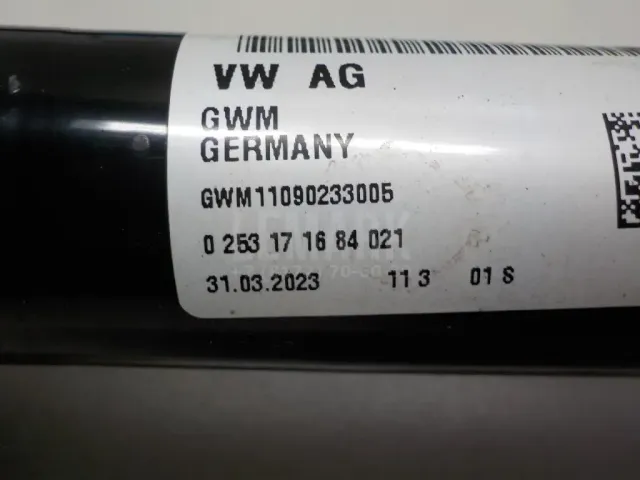 VW AG
GWM
GERMANY
GWM11090233005
0 253 17 16 84 021
31.03.2023 11 3 01 S